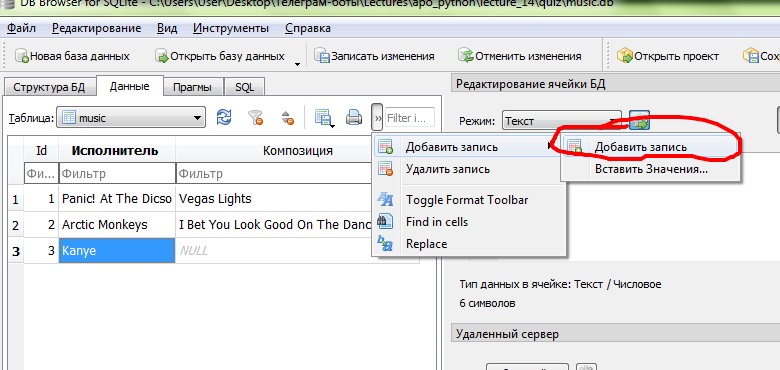 DB Browser for SQLite - C:\Users\User\Desktop\Телеграм-боты\Lectures\apo_python\lecture_14\quiz\music.db
Файл Редактирование Вид Инструменты Справка
Новая база данных Открыть базу данных Записать изменения Отменить изменения Открыть проект Сох
Структура БД Данные Прагмы SQL
Таблица: music >> Filter i...
Id Исполнитель Композиция
Фи... Фильтр Фильтр
1 1 Panic! At The Dicso Vegas Lights
2 2 Arctic Monkeys I Bet You Look Good On The Danc
3 3 Kanye NULL
Добавить запись
Удалить запись
Toggle Format Toolbar
Find in cells
Replace
Добавить запись
Вставить Значения...
Редактирование ячейки БД
Режим: Текст
Тип данных в ячейке: Текст / Числовое
6 символов
Удаленный сервер